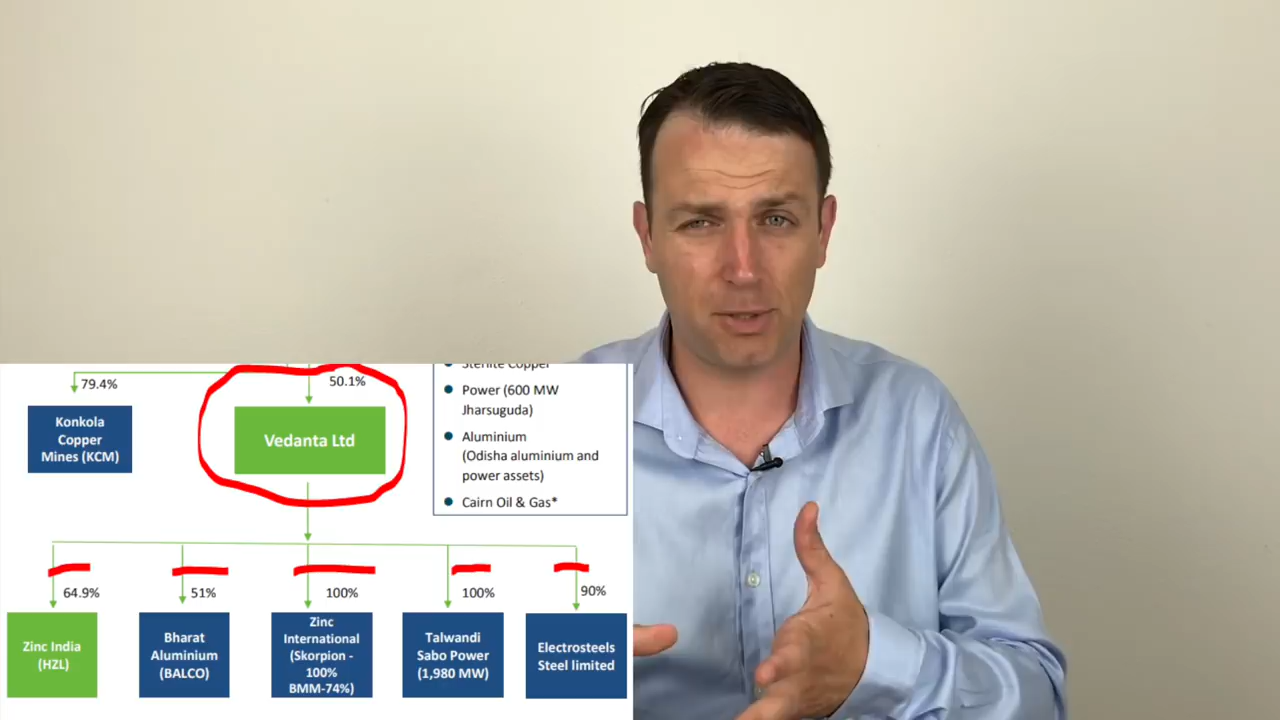 79.4%
50.1%
Konkola
Copper
Mines (KCM)
Vedanta Ltd
Sterlite Copper
Power (600 MW
Jharsuguda)
Aluminium
(Odisha aluminium and
power assets)
Cairn Oil & Gas*
64.9%
51%
100%
100%
90%
Zinc India
(HZL)
Bharat
Aluminium
(BALCO)
Zinc
International
(Skorpion -
100%
BMM-74%)
Talwandi
Sabo Power
(1,980 MW)
Electrosteels
Steel limited